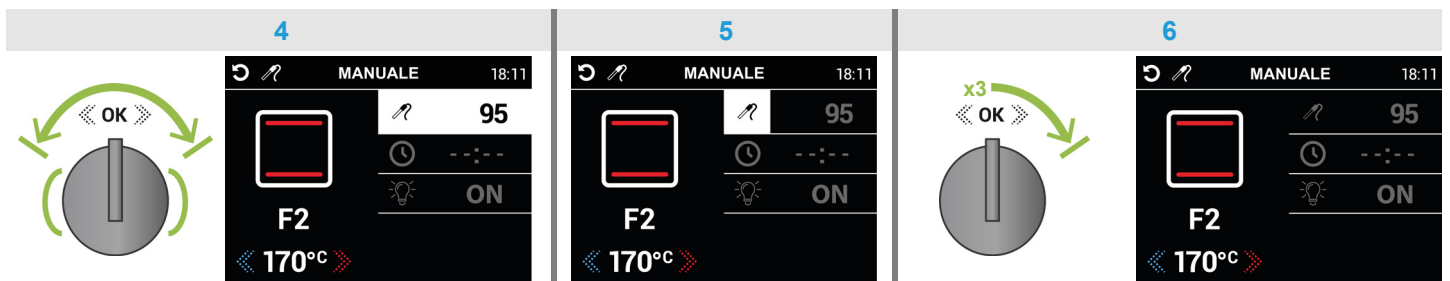 4
5
6
MANUALE 18:11
OK
95
--:--
ON
F2
170°C
MANUALE 18:11
95
--:--
ON
F2
170°C
x3
OK
MANUALE 18:11
95
--:--
ON
F2
170°C